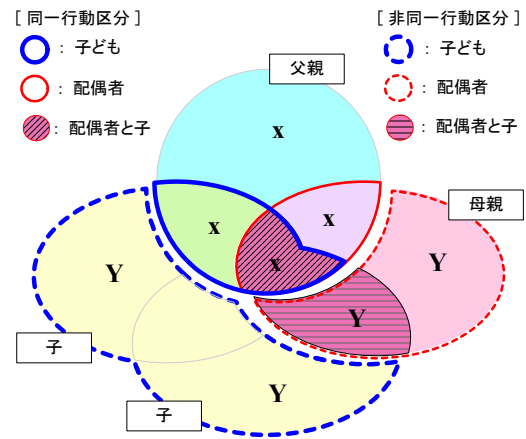 [ 同一行動区分 ]
： 子ども
： 配偶者
： 配偶者と子
[ 非同一行動区分 ]
： 子ども
： 配偶者
： 配偶者と子
父親
x
母親
x
x
x
Y
Y
Y
子
Y
子